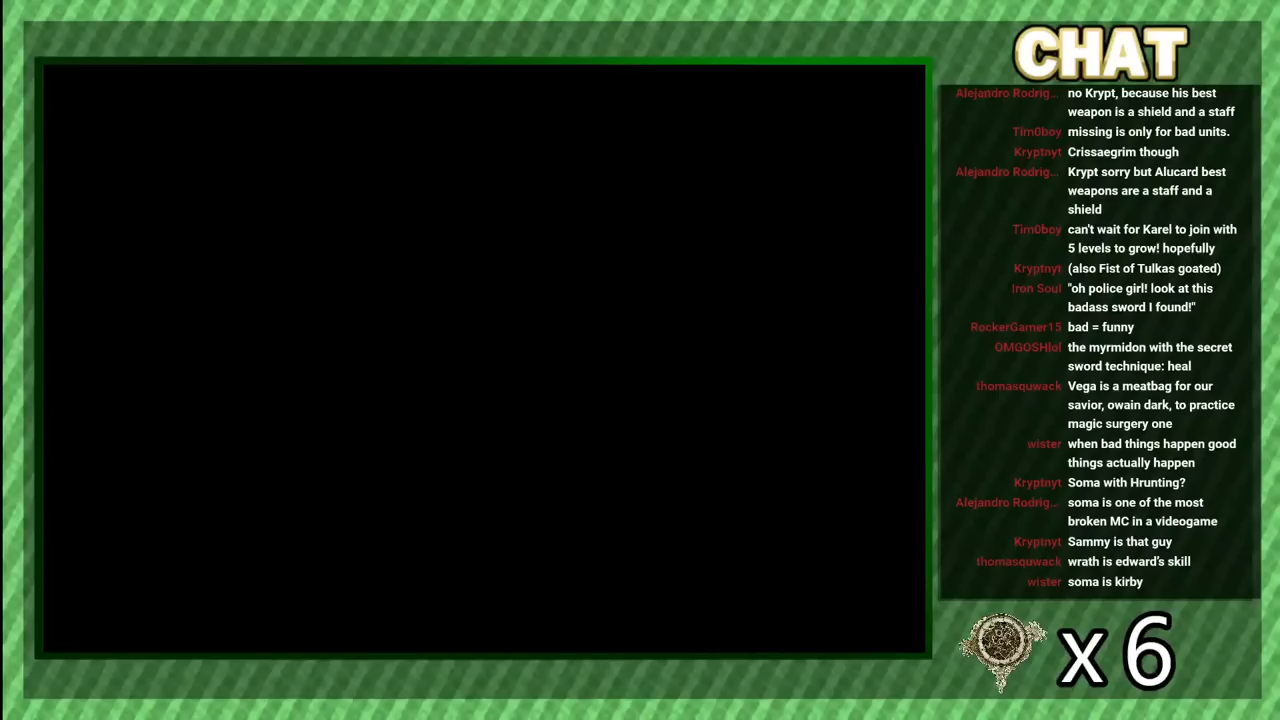 CHAT
Alejandro Rodrig... no Krypt, because his best
weapon is a shield and a staff
Tim0boy missing is only for bad units.
Kryptnyt Crissaegrim though
Alejandro Rodrig... Krypt sorry but Alucard best
weapons are a staff and a
shield
Tim0boy can't wait for Karel to join with
5 levels to grow! hopefully
Kryptnyt (also Fist of Tulkas goated)
Iron Soul "oh police girl! look at this
badass sword I found!"
RockerGamer15 bad = funny
OMGOSHlol the myrmidon with the secret
sword technique: heal
thomasquwack Vega is a meatbag for our
savior, owain dark, to practice
magic surgery one
wister when bad things happen good
things actually happen
Kryptnyt Soma with Hrunting?
Alejandro Rodrig... soma is one of the most
broken MC in a videogame
Kryptnyt Sammy is that guy
thomasquwack wrath is edward's skill
wister soma is kirby
x 6